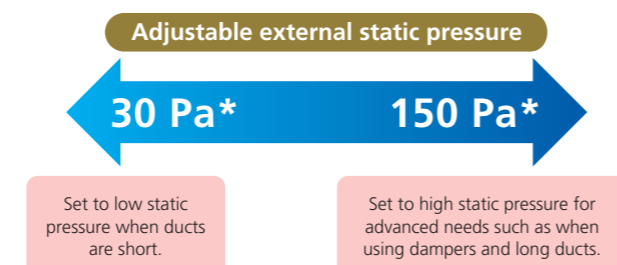 Adjustable external static pressure
30 Pa*
150 Pa*
Set to low static
pressure when ducts
are short.
Set to high static pressure for
advanced needs such as when
using dampers and long ducts.